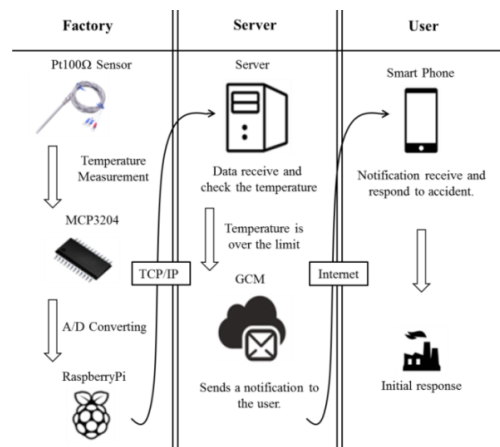 Factory
Pt100Ω Sensor
Temperature
Measurement
MCP3204
A/D Converting
RaspberryPi
TCP/IP
Server
Server
Data receive and
check the temperature
Temperature is
over the limit
GCM
Sends a notification to
the user.
Internet
User
Smart Phone
Notification receive and
respond to accident.
Initial response